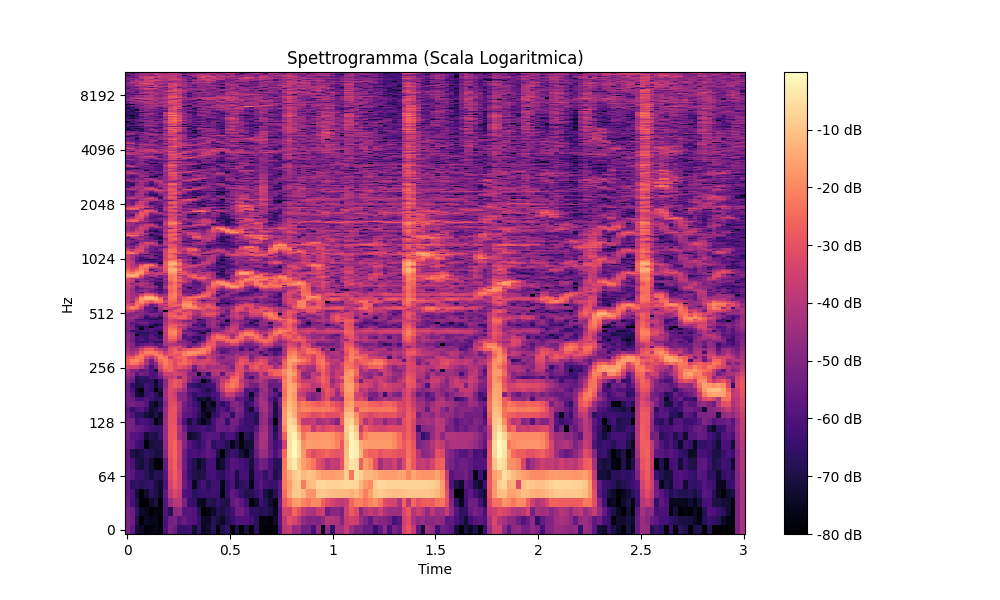 Spettrogramma (Scala Logaritmica)
8192
4096
2048
1024
512
256
128
64
0
Hz
0 0.5 1 1.5 2 2.5 3
Time
-10 dB
-20 dB
-30 dB
-40 dB
-50 dB
-60 dB
-70 dB
-80 dB